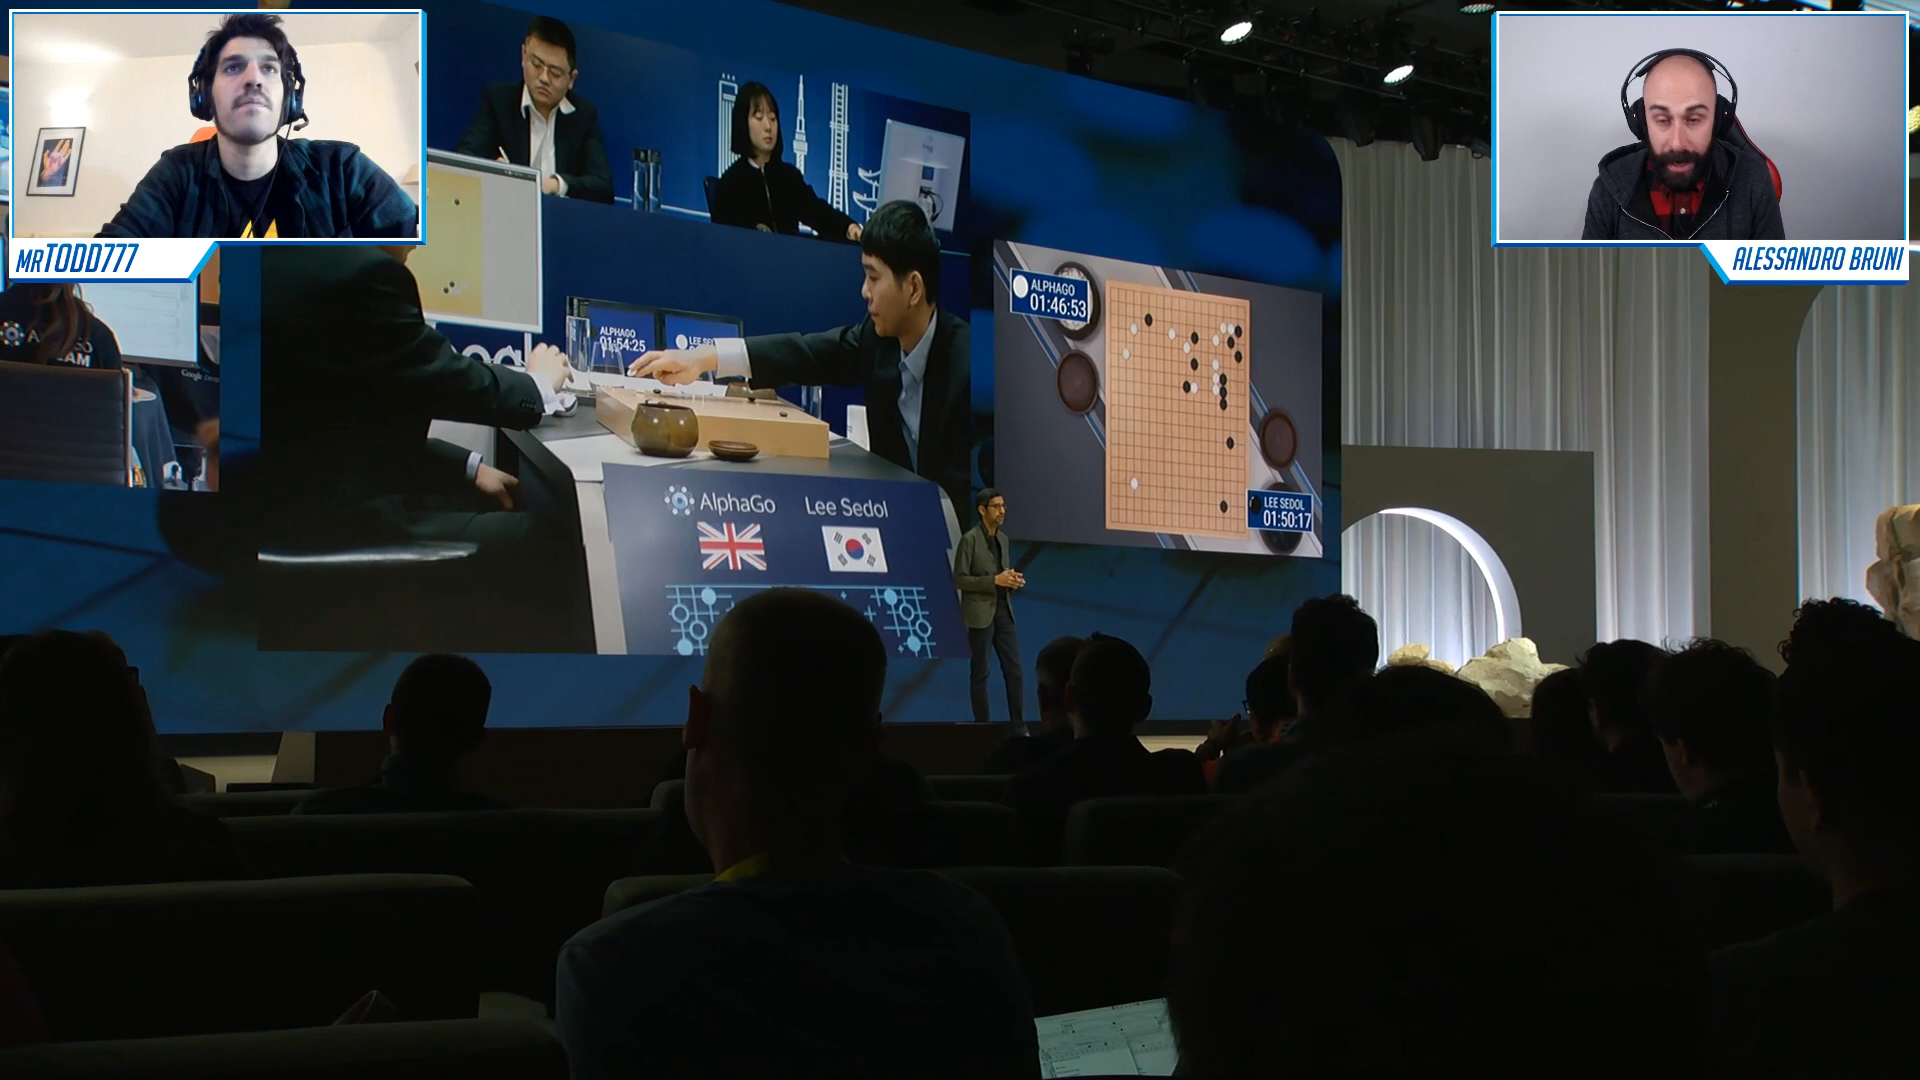 MRTODD777
ALESSANDRO BRUNI
ALPHAGO
01:54:25
ALPHAGO
01:46:53
LEE SEDOL
01:50:17
AlphaGo
Lee Sedol